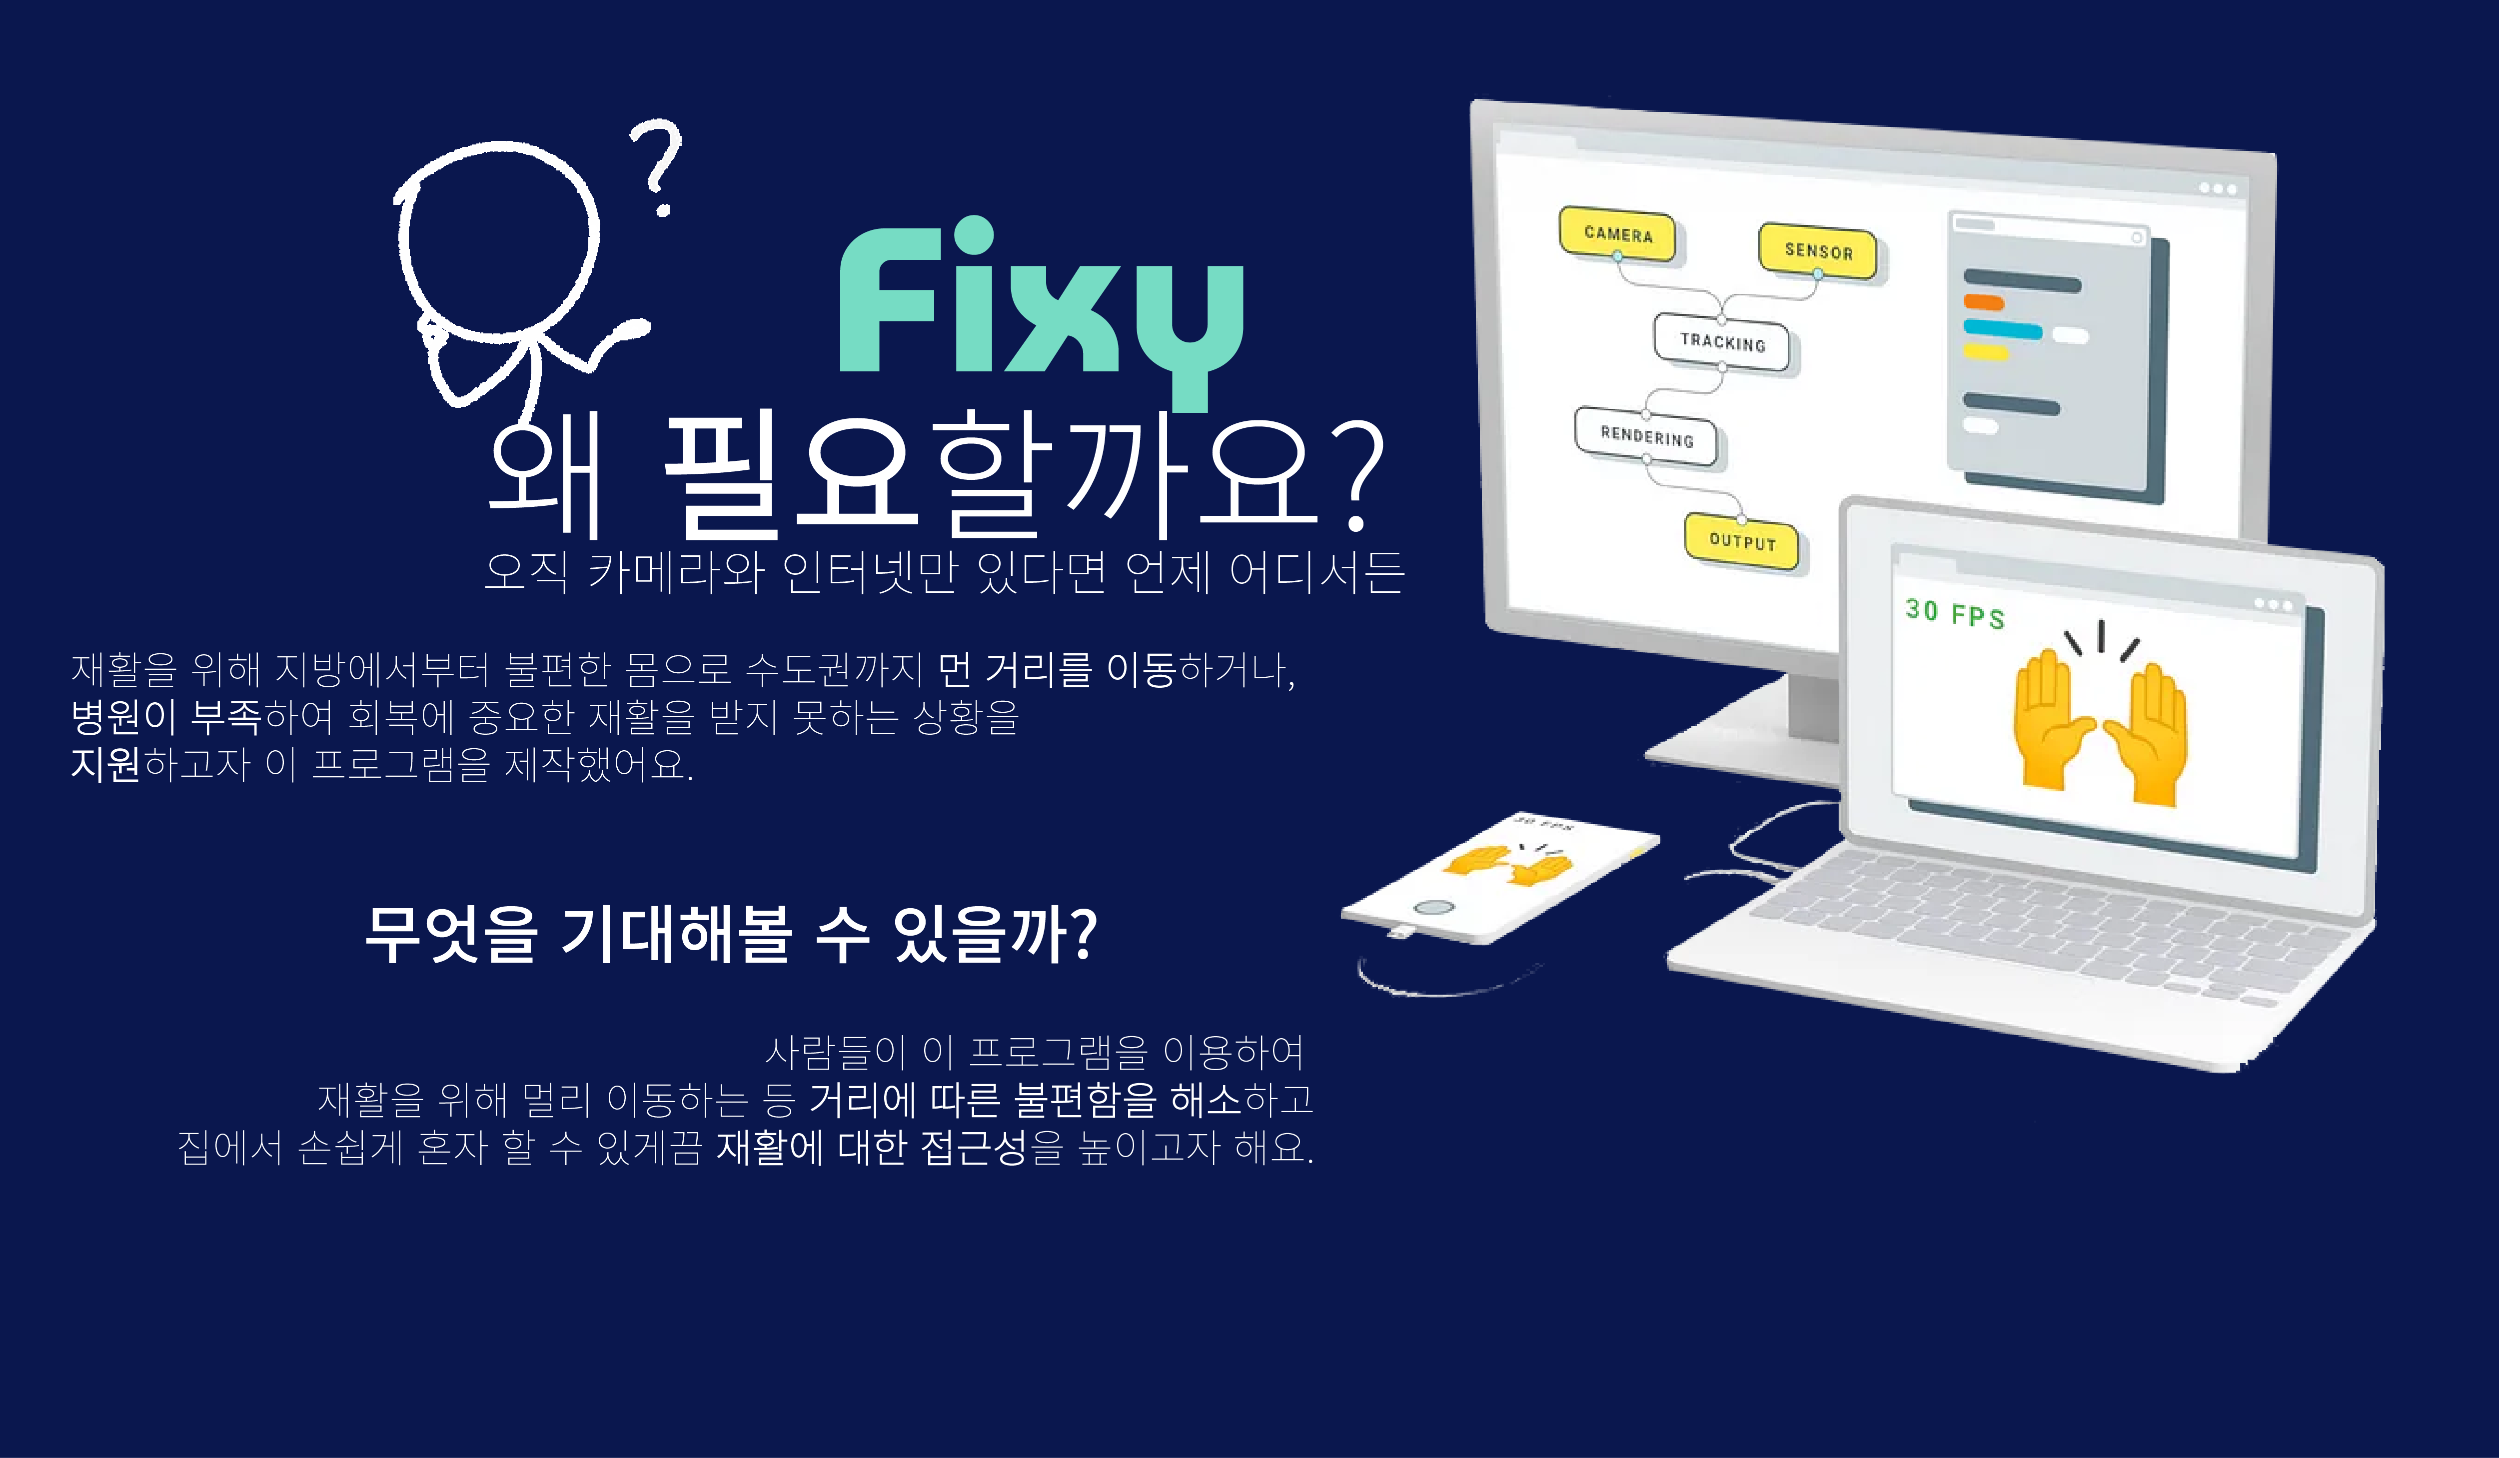 ?
Fixy
왜 필요할까요?
오직 카메라와 인터넷만 있다면 언제 어디서든
재활을 위해 지방에서부터 불편한 몸으로 수도권까지 먼 거리를 이동하거나,
병원이 부족하여 회복에 중요한 재활을 받지 못하는 상황을
지원하고자 이 프로그램을 제작했어요.
무엇을 기대해볼 수 있을까?
사람들이 이 프로그램을 이용하여
재활을 위해 멀리 이동하는 등 거리에 따른 불편함을 해소하고
집에서 손쉽게 혼자 할 수 있게끔 재활에 대한 접근성을 높이고자 해요.
CAMERA
SENSOR
TRACKING
RENDERING
OUTPUT
30 FPS
30 FPS